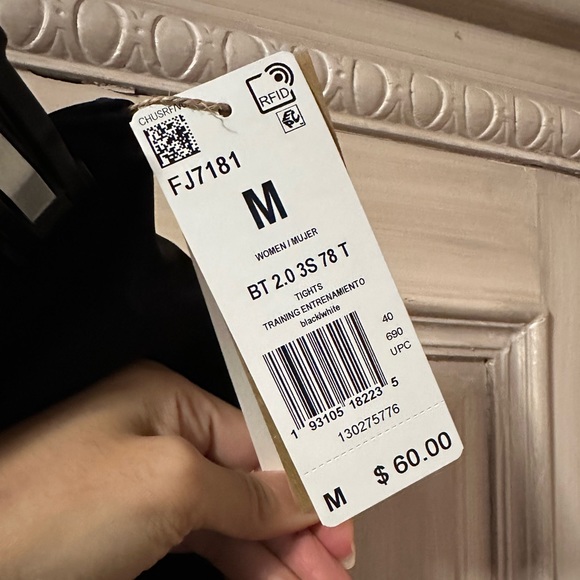 RFID
CHUSRFN
FJ7181
M
WOMEN / MUJER
BT 2.0 3S 78 T
TIGHTS
TRAINING ENTRENAMIENTO
black/white
40
690
UPC
1 93105 18223 5
130275776
M $ 60.00